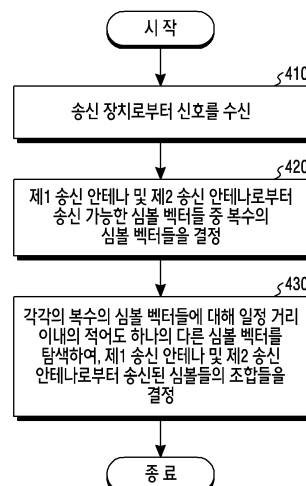 시 작
410
송신 장치로부터 신호를 수신
420
제1 송신 안테나 및 제2 송신 안테나로부터
송신 가능한 심볼 벡터들 중 복수의
심볼 벡터들을 결정
430
각각의 복수의 심볼 벡터들에 대해 일정 거리
이내의 적어도 하나의 다른 심볼 벡터를
탐색하여, 제1 송신 안테나 및 제2 송신
안테나로부터 송신된 심볼들의 조합들을
결정
종 료